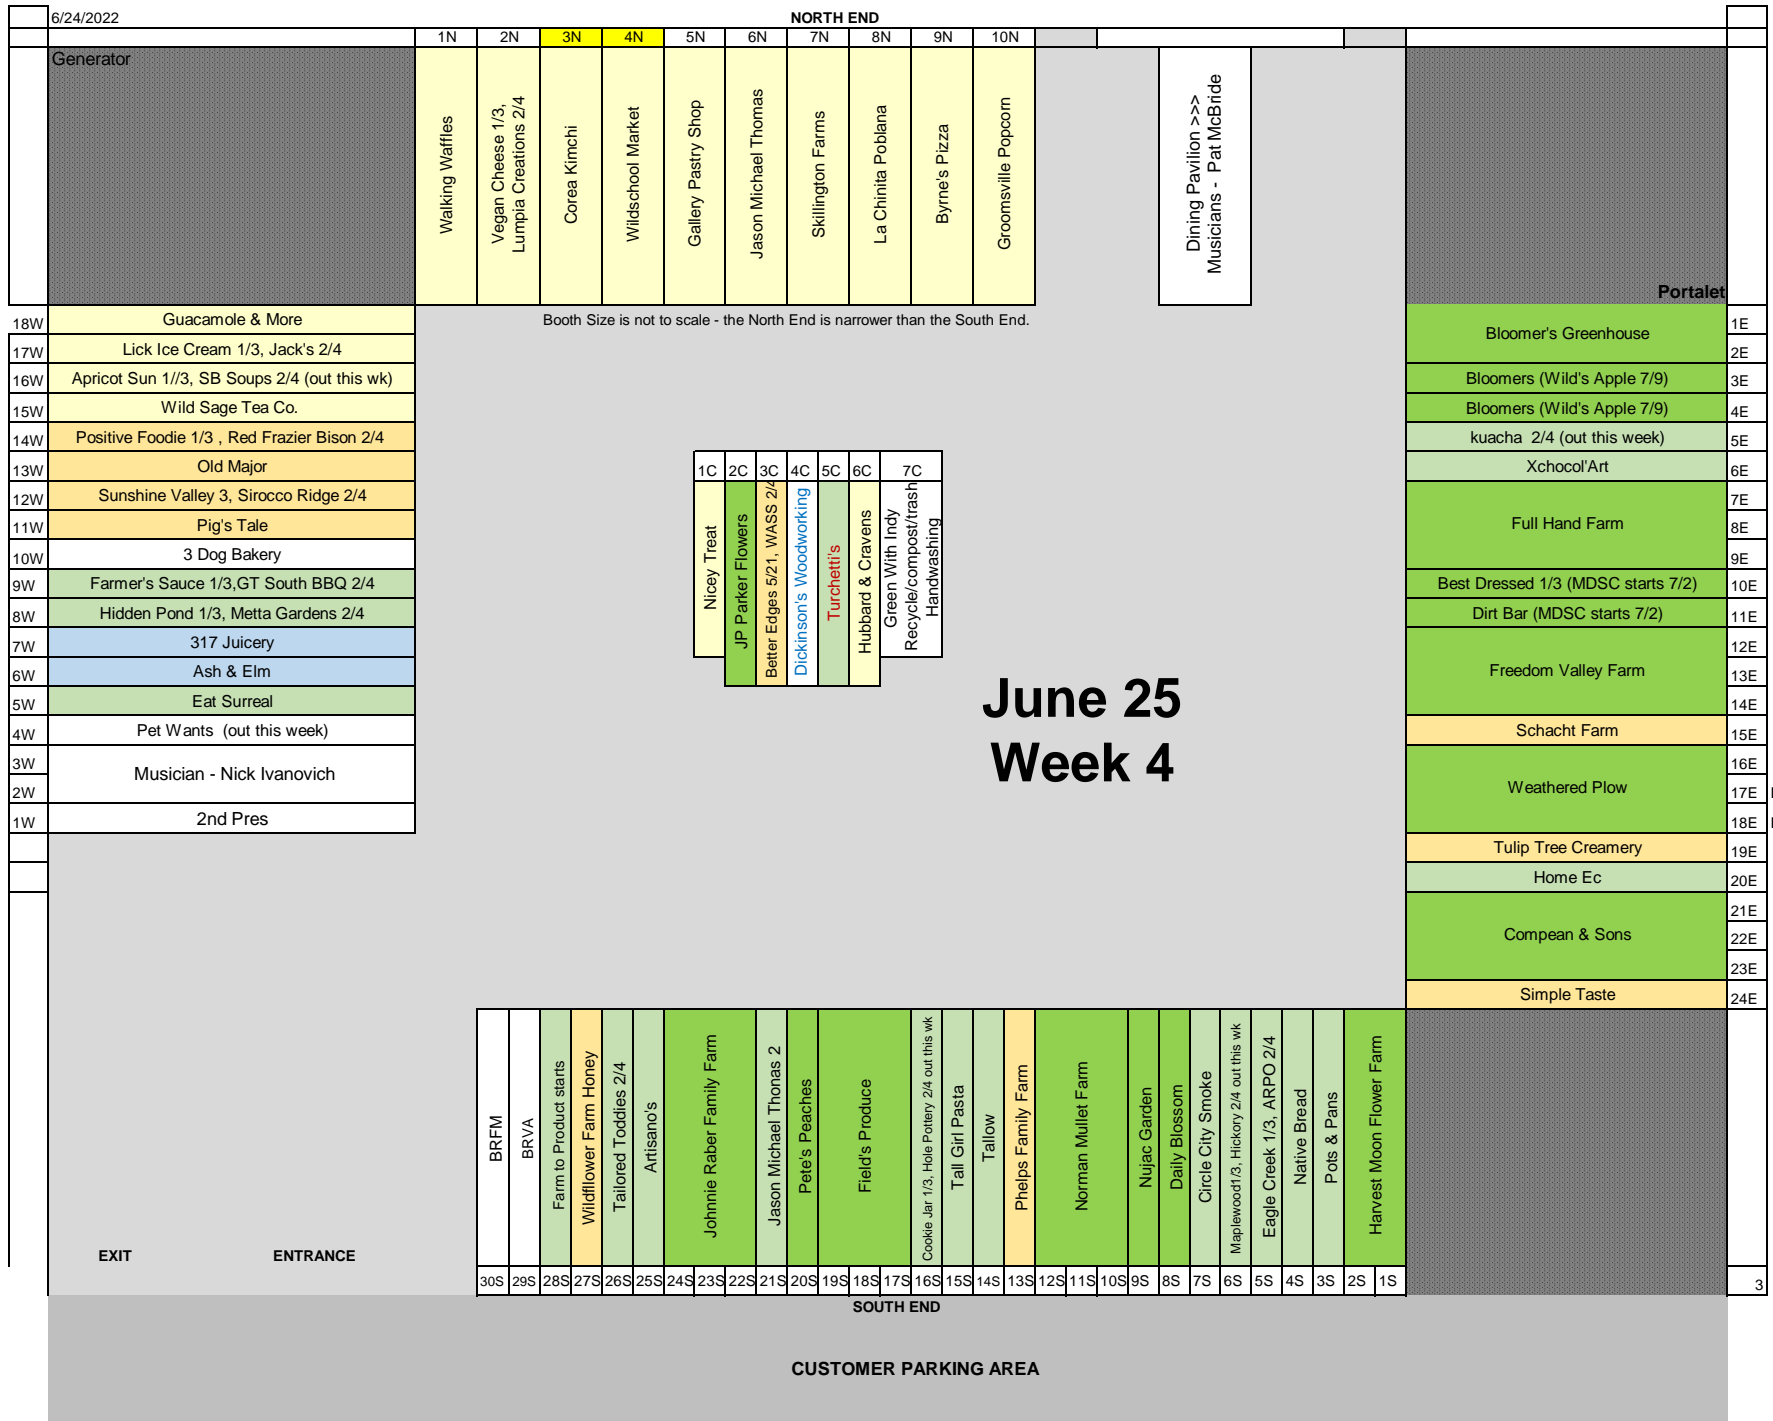 6/24/2022
NORTH END
1N 2N 3N 4N 5N 6N 7N 8N 9N 10N
Generator
Walking Waffles
Vegan Cheese 1/3,
Lumpia Creations 2/4
Corea Kimchi
Wildschool Market
Gallery Pastry Shop
Jason Michael Thomas
Skillington Farms
La Chinita Poblana
Byrne's Pizza
Groomsville Popcorn
Dining Pavilion >>>
Musicians - Pat McBride
Portalet
Booth Size is not to scale - the North End is narrower than the South End.
18W Guacamole & More
17W Lick Ice Cream 1/3, Jack's 2/4
16W Apricot Sun 1//3, SB Soups 2/4 (out this wk)
15W Wild Sage Tea Co.
14W Positive Foodie 1/3 , Red Frazier Bison 2/4
13W Old Major
12W Sunshine Valley 3, Sirocco Ridge 2/4
11W Pig's Tale
10W 3 Dog Bakery
9W Farmer's Sauce 1/3,GT South BBQ 2/4
8W Hidden Pond 1/3, Metta Gardens 2/4
7W 317 Juicery
6W Ash & Elm
5W Eat Surreal
4W Pet Wants (out this week)
3W
Musician - Nick Ivanovich
2W
1W 2nd Pres
1C 2C 3C 4C 5C 6C 7C
Nicey Treat
JP Parker Flowers
Better Edges 5/21, WASS 2/4
Dickinson's Woodworking
Turchetti's
Hubbard & Cravens
Green With Indy
Recycle/compost/trash
Handwashing
June 25
Week 4
1E
Bloomer's Greenhouse
2E
Bloomers (Wild's Apple 7/9) 3E
Bloomers (Wild's Apple 7/9) 4E
kuacha 2/4 (out this week) 5E
Xchocol'Art 6E
7E
Full Hand Farm 8E
9E
Best Dressed 1/3 (MDSC starts 7/2) 10E
Dirt Bar (MDSC starts 7/2) 11E
12E
Freedom Valley Farm 13E
14E
Schacht Farm 15E
16E
Weathered Plow 17E
18E
Tulip Tree Creamery 19E
Home Ec 20E
21E
Compean & Sons 22E
23E
Simple Taste 24E
BRFM
BRVA
Farm to Product starts
Wildfllower Farm Honey
Tailored Toddies 2/4
Artisano's
Johnnie Raber Family Farm
Jason Michael Thonas 2
Pete's Peaches
Field's Produce
Cookie Jar 1/3, Hole Pottery 2/4 out this wk
Tall Girl Pasta
Tallow
Phelps Family Farm
Norman Mullet Farm
Nujac Garden
Daily Blossom
Circle City Smoke
Maplewood1/3, Hickory 2/4 out this wk
Eagle Creek 1/3, ARPO 2/4
Native Bread
Pots & Pans
Harvest Moon Flower Farm
EXIT ENTRANCE
30S 29S 28S 27S 26S 25S 24S 23S 22S 21S 20S 19S 18S 17S 16S 15S 14S 13S 12S 11S 10S 9S 8S 7S 6S 5S 4S 3S 2S 1S
3
SOUTH END
CUSTOMER PARKING AREA